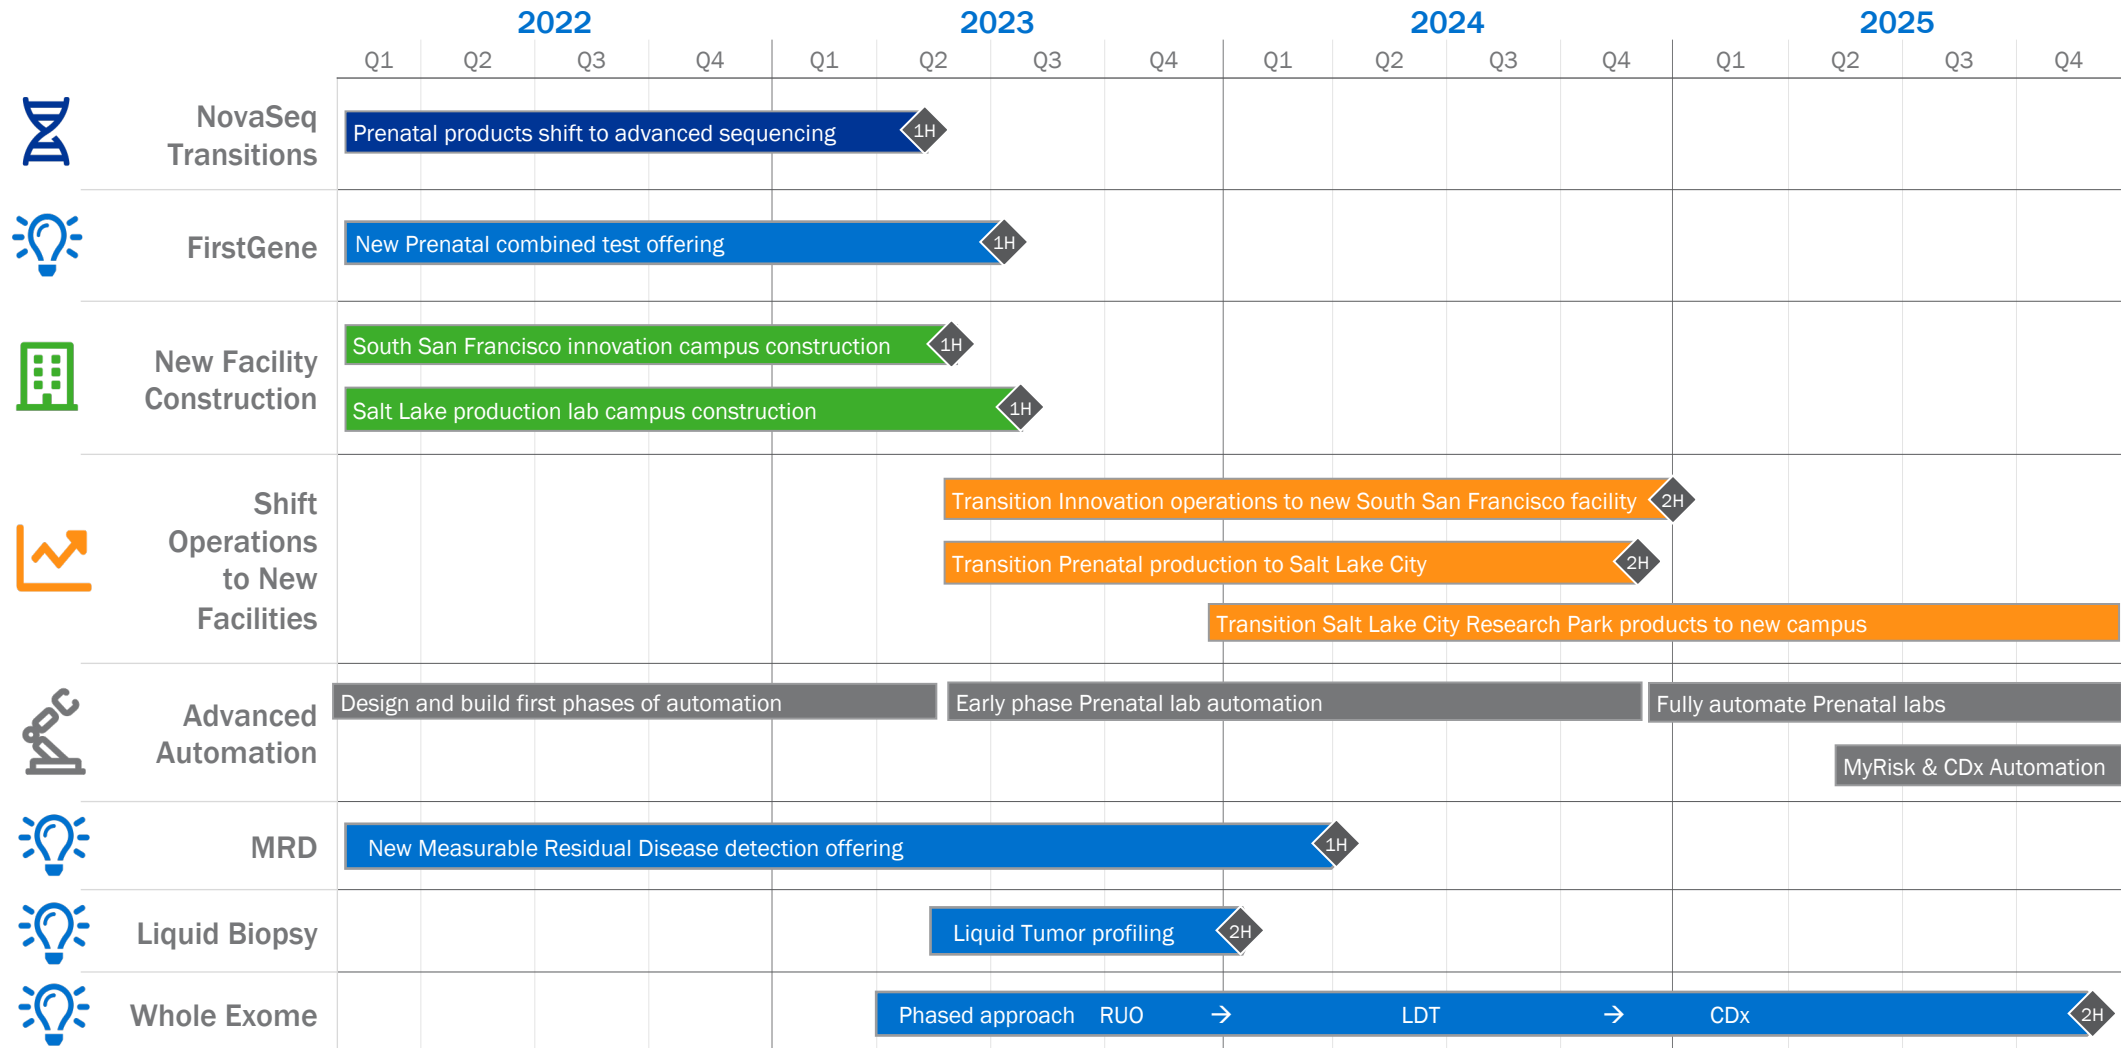 2022 2023 2024 2025
Q1 Q2 Q3 Q4 Q1 Q2 Q3 Q4 Q1 Q2 Q3 Q4 Q1 Q2 Q3 Q4
NovaSeq
Transitions
Prenatal products shift to advanced sequencing 1H
FirstGene
New Prenatal combined test offering 1H
New Facility
Construction
South San Francisco innovation campus construction 1H
Salt Lake production lab campus construction 1H
Shift
Operations
to New
Facilities
Transition Innovation operations to new South San Francisco facility 2H
Transition Prenatal production to Salt Lake City 2H
Transition Salt Lake City Research Park products to new campus
Advanced
Automation
Design and build first phases of automation
Early phase Prenatal lab automation
Fully automate Prenatal labs
MyRisk & CDx Automation
MRD
New Measurable Residual Disease detection offering 1H
Liquid Biopsy
Liquid Tumor profiling 2H
Whole Exome
Phased approach RUO → LDT → CDx 2H